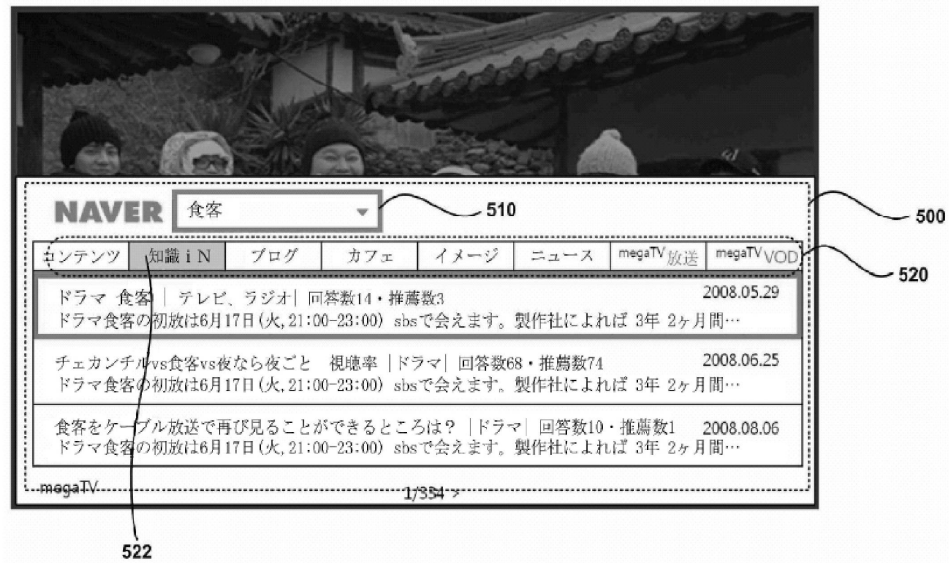 NAVER 食客 510
500
コンテンツ 知識iN ブログ カフェ イメージ ニュース megaTV放送 megaTVVOD
520
ドラマ 食客 | テレビ、ラジオ| 回答数14・推薦数3 2008.05.29
ドラマ食客の初放は6月17日(火,21:00-23:00) sbsで会えます。製作社によれば 3年 2ヶ月間…
チェカンチルvs食客vs夜なら夜ごと 視聴率 |ドラマ| 回答数68・推薦数74 2008.06.25
ドラマ食客の初放は6月17日(火,21:00-23:00) sbsで会えます。製作社によれば 3年 2ヶ月間…
食客をケーブル放送で再び見ることができるところは? |ドラマ| 回答数10・推薦数1 2008.08.06
ドラマ食客の初放は6月17日(火,21:00-23:00) sbsで会えます。製作社によれば 3年 2ヶ月間…
megaTV 1/354 >
522